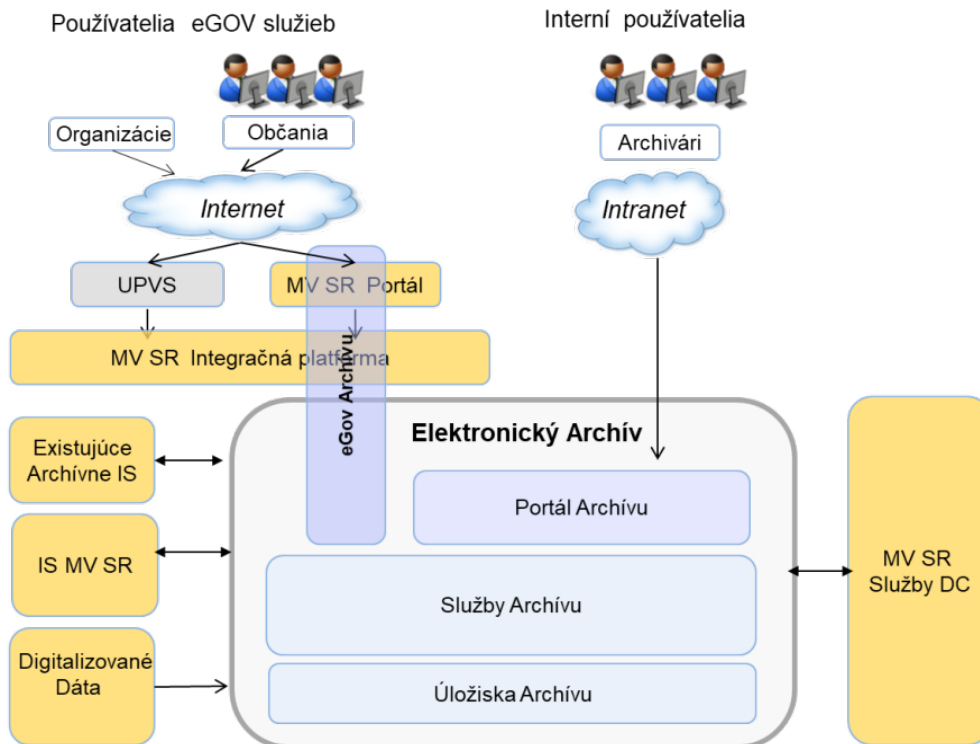 Používatelia eGOV služieb
Interní používatelia
Organizácie
Občania
Archivári
Internet
Intranet
UPVS
MV SR Portál
MV SR Integračná platforma
eGov Archívu
Elektronický Archív
Existujúce
Archívne IS
Portál Archívu
IS MV SR
MV SR
Služby DC
Služby Archívu
Digitalizované
Dáta
Úložiska Archívu